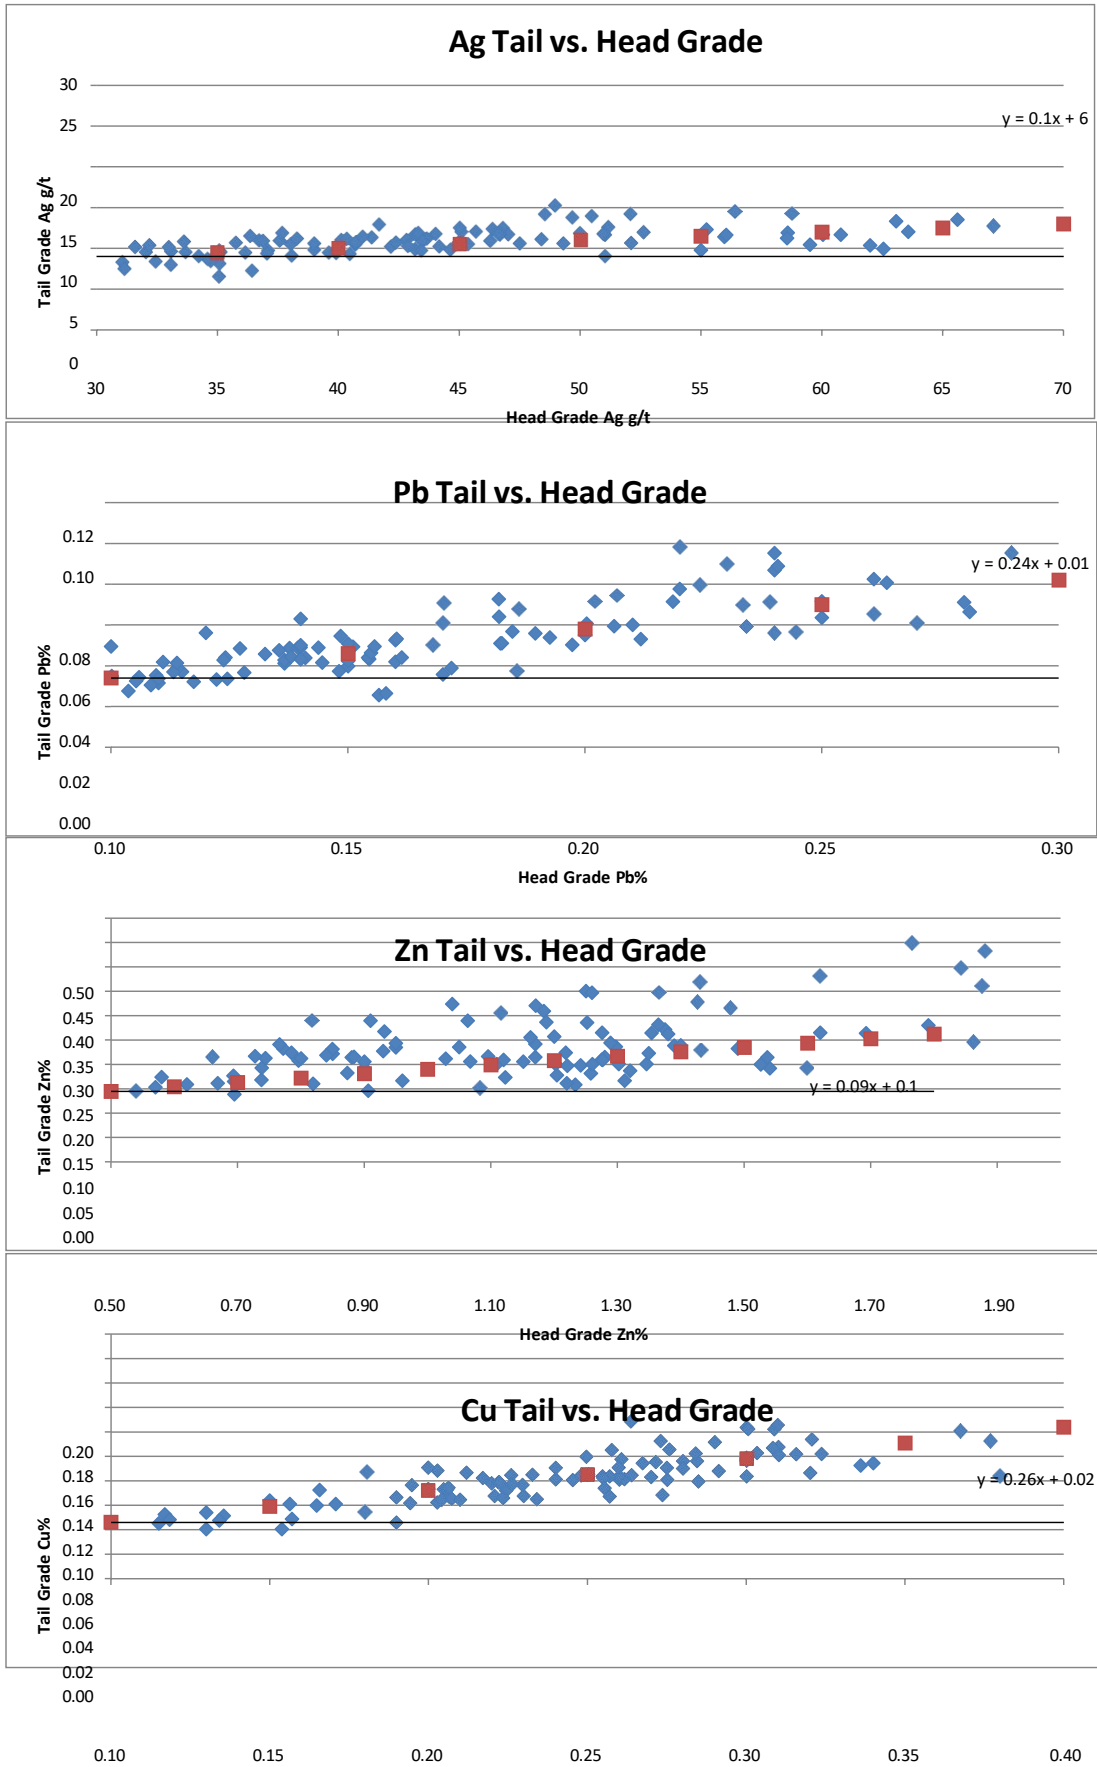 Ag Tail vs. Head Grade
30
25
20
15
10
5
0
Tail Grade Ag g/t
y = 0.1x + 6
30 35 40 45 50 55 60 65 70
Head Grade Ag g/t
Pb Tail vs. Head Grade
0.12
0.10
0.08
0.06
0.04
0.02
0.00
Tail Grade Pb%
y = 0.24x + 0.01
0.10 0.15 0.20 0.25 0.30
Head Grade Pb%
Zn Tail vs. Head Grade
0.50
0.45
0.40
0.35
0.30
0.25
0.20
0.15
0.10
0.05
0.00
Tail Grade Zn%
y = 0.09x + 0.1
0.50 0.70 0.90 1.10 1.30 1.50 1.70 1.90
Head Grade Zn%
Cu Tail vs. Head Grade
0.20
0.18
0.16
0.14
0.12
0.10
0.08
0.06
0.04
0.02
0.00
Tail Grade Cu%
y = 0.26x + 0.02
0.10 0.15 0.20 0.25 0.30 0.35 0.40